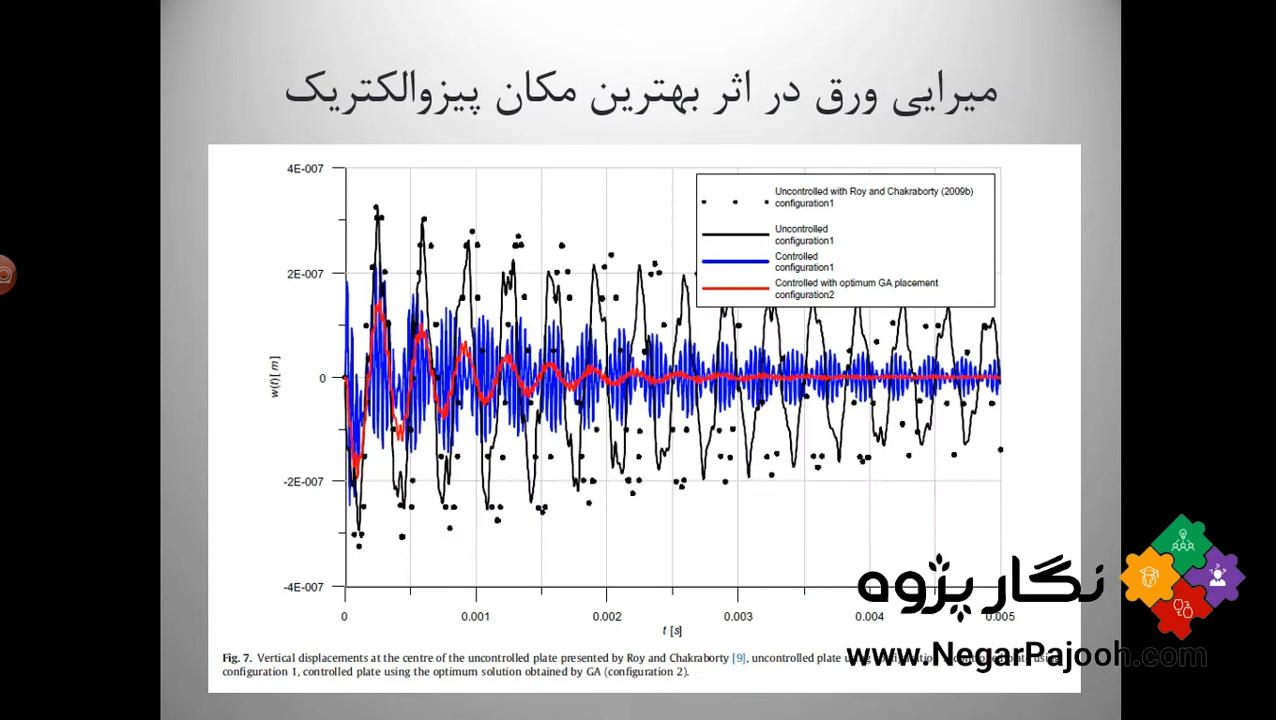 میرایی ورق در اثر بهترین مکان پیزوالکتریک
4E-007
2E-007
0
-2E-007
-4E-007
w(t) [ m]
Uncontrolled with Roy and Chakraborty (2009b)
configuration1
Uncontrolled
configuration1
Controlled
configuration1
Controlled with optimum GA placement
configuration2
0 0.001 0.002 0.003 0.004 0.005
t [s]
Fig. 7. Vertical displacements at the centre of the uncontrolled plate presented by Roy and Chakraborty [9], uncontrolled plate
configuration 1, controlled plate using the optimum solution obtained by GA (configuration 2).
نگار پژوه
www.NegarPajooh.com